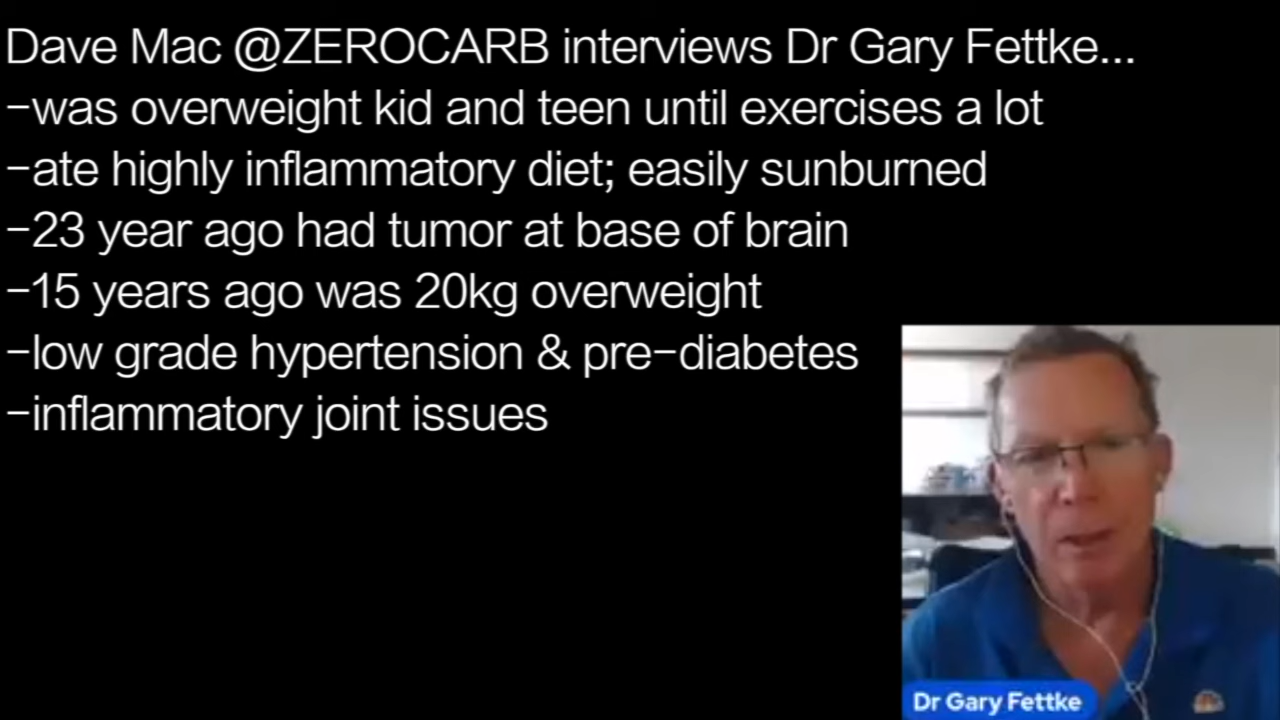 Dave Mac @ZEROCARB interviews Dr Gary Fettke...
-was overweight kid and teen until exercises a lot
-ate highly inflammatory diet; easily sunburned
-23 year ago had tumor at base of brain
-15 years ago was 20kg overweight
-low grade hypertension & pre-diabetes
-inflammatory joint issues
Dr Gary Fettke